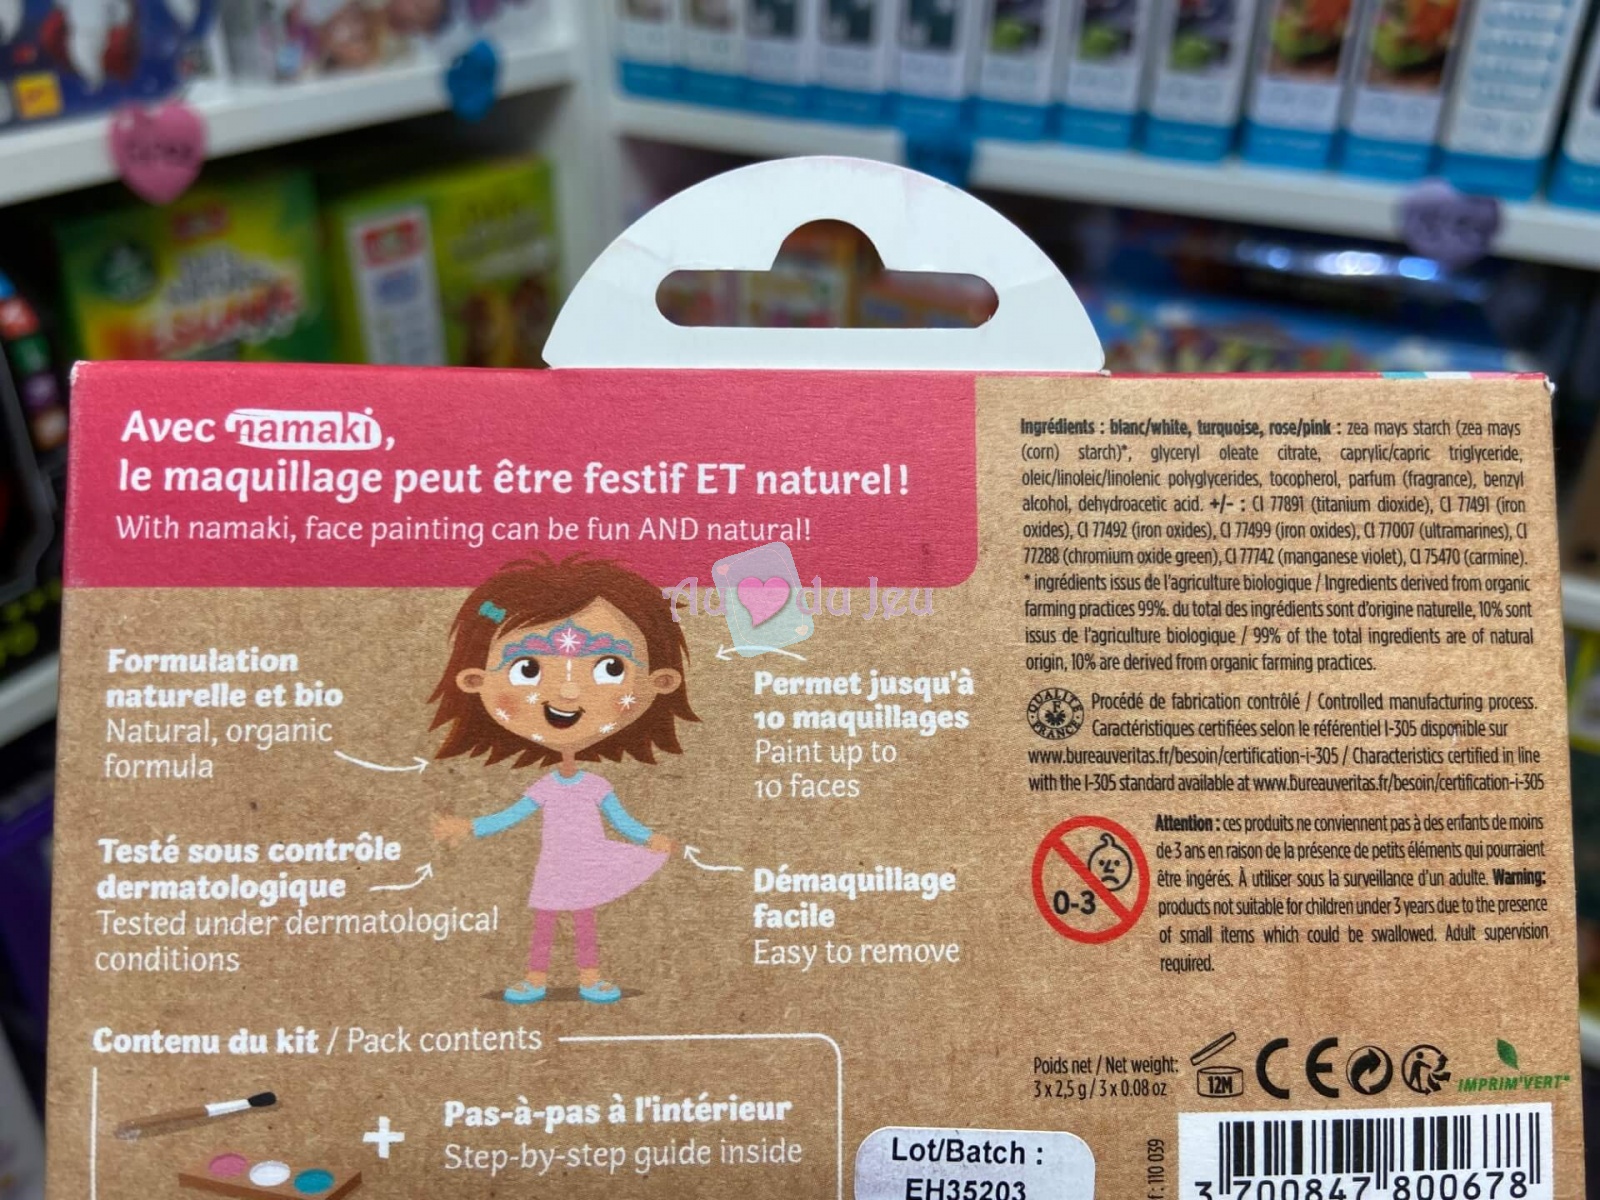 Avec namaki,
le maquillage peut être festif ET naturel !
With namaki, face painting can be fun AND natural!
Formulation
naturelle et bio
Natural, organic
formula
Testé sous contrôle
dermatologique
Tested under dermatological
conditions
Permet jusqu'à
10 maquillages
Paint up to
10 faces
Démaquillage
facile
Easy to remove
Contenu du kit / Pack contents
+ Pas-à-pas à l'intérieur
Step-by-step guide inside
Ingrédients : blanc/white, turquoise, rose/pink : zea mays starch (zea mays
(corn) starch)*, glyceryl oleate citrate, caprylic/capric triglyceride,
oleic/linoleic/linolenic polyglycerides, tocopherol, parfum (fragrance), benzyl
alcohol, dehydroacetic acid. +/- : CI 77891 (titanium dioxide), CI 77491 (iron
oxides), CI 77492 (iron oxides), CI 77499 (iron oxides), CI 77007 (ultramarines), CI
77288 (chromium oxide green), CI 77742 (manganese violet), CI 75470 (carmine).
* ingrédients issus de l'agriculture biologique / Ingredients derived from organic
farming practices 99%. du total des ingrédients sont d'origine naturelle, 10% sont
issus de l'agriculture biologique / 99% of the total ingredients are of natural
origin, 10% are derived from organic farming practices.
QUALITÉ FRANCE
Procédé de fabrication contrôlé / Controlled manufacturing process.
Caractéristiques certifiées selon le référentiel I-305 disponible sur
www.bureauveritas.fr/besoin/certification-i-305 / Characteristics certified in line
with the I-305 standard available at www.bureauveritas.fr/besoin/certification-i-305
0-3
Attention : ces produits ne conviennent pas à des enfants de moins
de 3 ans en raison de la présence de petits éléments qui pourraient
être ingérés. À utiliser sous la surveillance d'un adulte. Warning:
products not suitable for children under 3 years due to the presence
of small items which could be swallowed. Adult supervision
required.
Poids net / Net weight:
3 x 2,5 g / 3 x 0.08 oz
12M
CE
IMPRIM'VERT®
Lot/Batch :
EH35203
f : 110 039
3 700847 800678